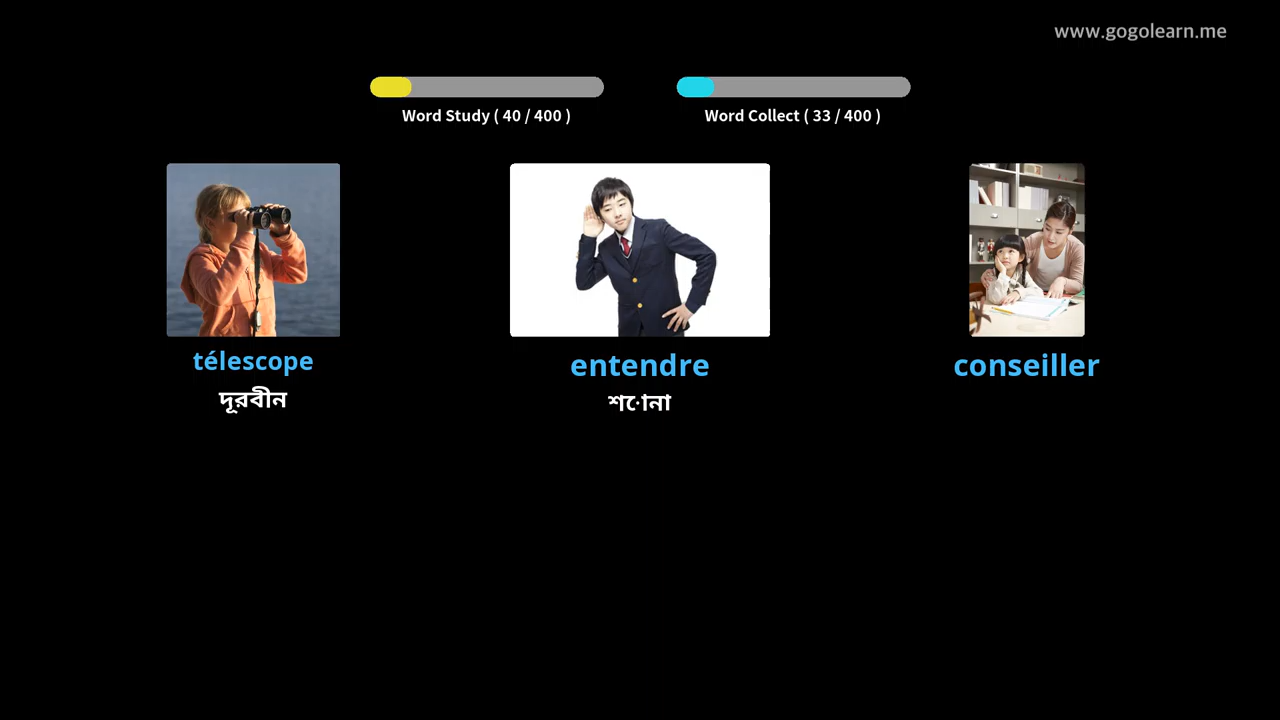 www.gogolearn.me
Word Study ( 40 / 400 )
Word Collect ( 33 / 400 )
télescope
entendre
conseiller
দূরবীন
শোনা